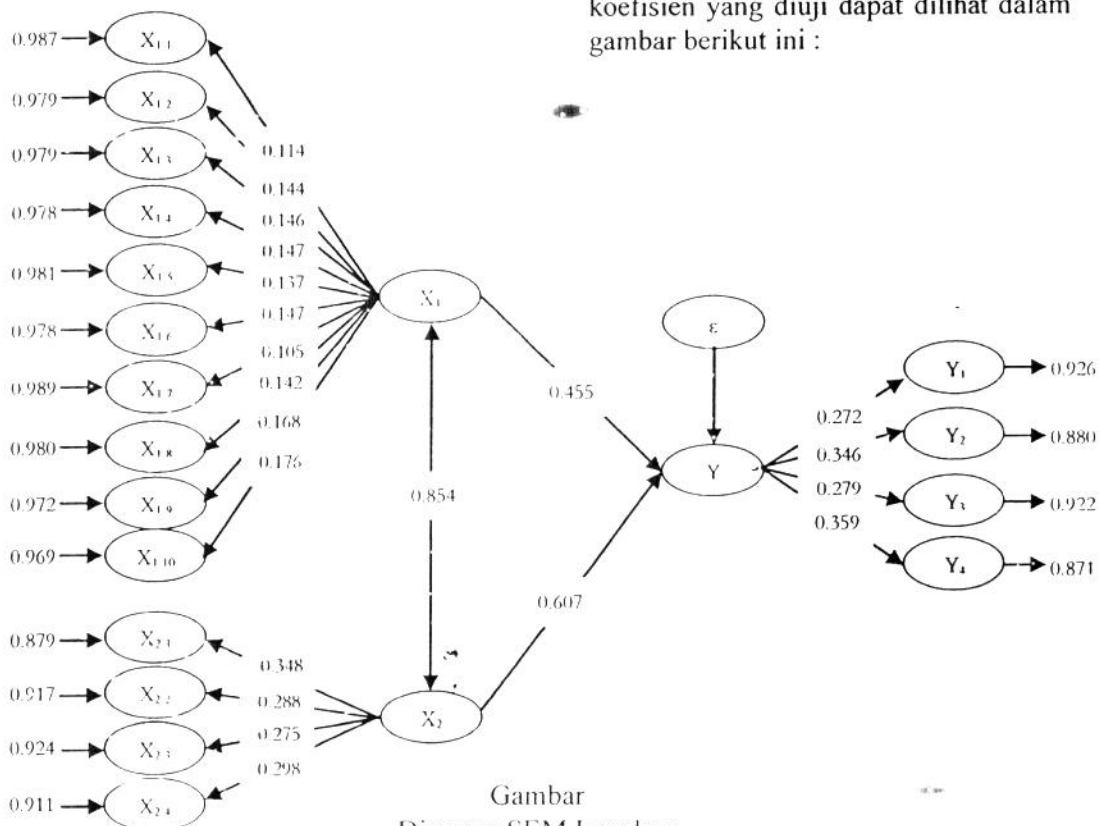 koefisien yang diuji dapat dilihat dalam
gambar berikut ini :
0.987 X1.1
0.979 X1.2
0.979 X1.3
0.978 X1.4
0.981 X1.5
0.978 X1.6
0.989 X1.7
0.980 X1.8
0.972 X1.9
0.969 X1.10
0.114
0.144
0.146
0.147
0.137
0.147
0.105
0.142
0.168
0.176
X1
0.455
ε
Y
0.854
0.607
0.272
0.346
0.279
0.359
Y1 0.926
Y2 0.880
Y3 0.922
Y4 0.871
0.879 X2.1
0.917 X2.2
0.924 X2.3
0.911 X2.4
0.348
0.288
0.275
0.298
X2
Gambar
SEM